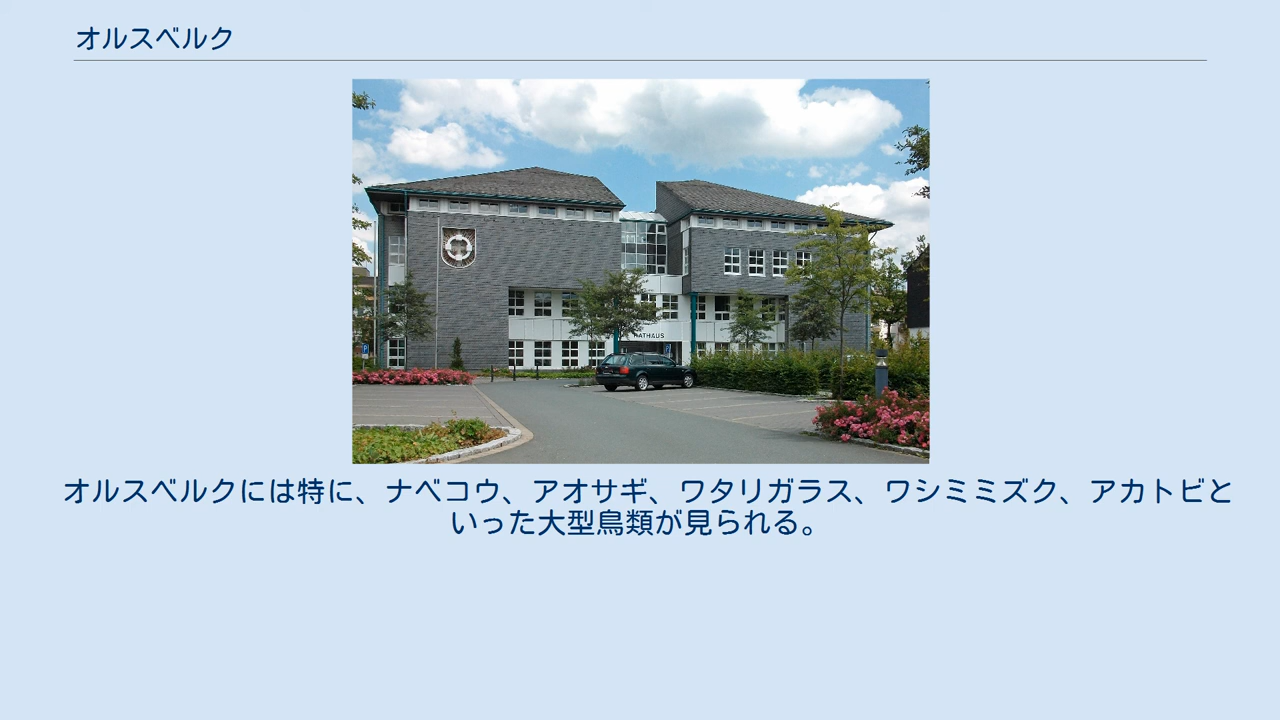 オルスベルク
RATHAUS
オルスベルクには特に、ナベコウ、アオサギ、ワタリガラス、ワシミミズク、アカトビと
いった大型鳥類が見られる。